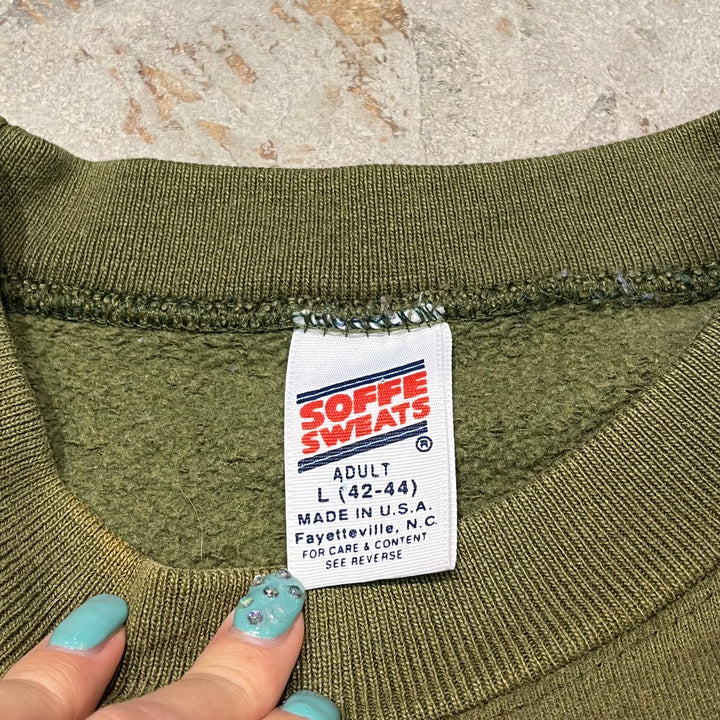 SOFFE
SWEATS
®
ADULT
L (42-44)
MADE IN U.S.A.
Fayetteville, N.C.
FOR CARE & CONTENT
SEE REVERSE